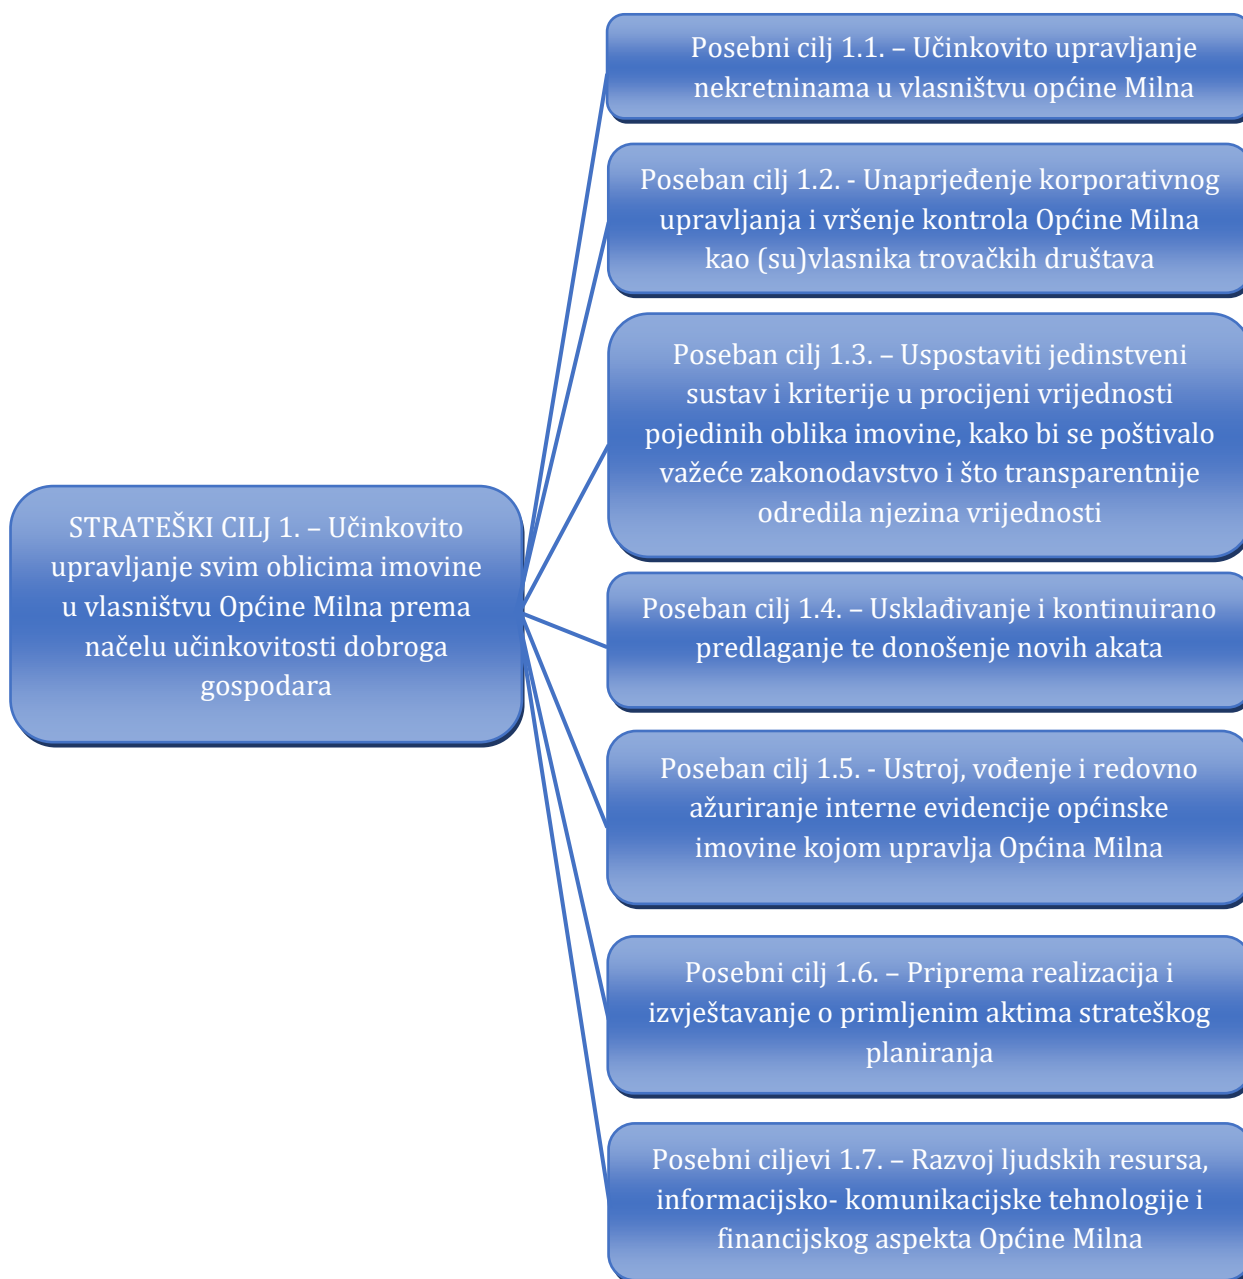 Posebni cilj 1.1. – Učinkovito upravljanje
nekretninama u vlasništvu općine Milna
Poseban cilj 1.2. - Unaprjeđenje korporativnog
upravljanja i vršenje kontrola Općine Milna
kao (su)vlasnika trovačkih društava
Poseban cilj 1.3. – Uspostaviti jedinstveni
sustav i kriterije u procijeni vrijednosti
pojedinih oblika imovine, kako bi se poštivalo
važeće zakonodavstvo i što transparentnije
odredila njezina vrijednosti
STRATEŠKI CILJ 1. – Učinkovito
upravljanje svim oblicima imovine
u vlasništvu Općine Milna prema
načelu učinkovitosti dobroga
gospodara
Poseban cilj 1.4. – Usklađivanje i kontinuirano
predlaganje te donošenje novih akata
Poseban cilj 1.5. - Ustroj, vođenje i redovno
ažuriranje interne evidencije općinske
imovine kojom upravlja Općina Milna
Posebni cilj 1.6. – Priprema realizacija i
izvještavanje o primljenim aktima strateškog
planiranja
Posebni ciljevi 1.7. – Razvoj ljudskih resursa,
informacijsko- komunikacijske tehnologije i
financijskog aspekta Općine Milna